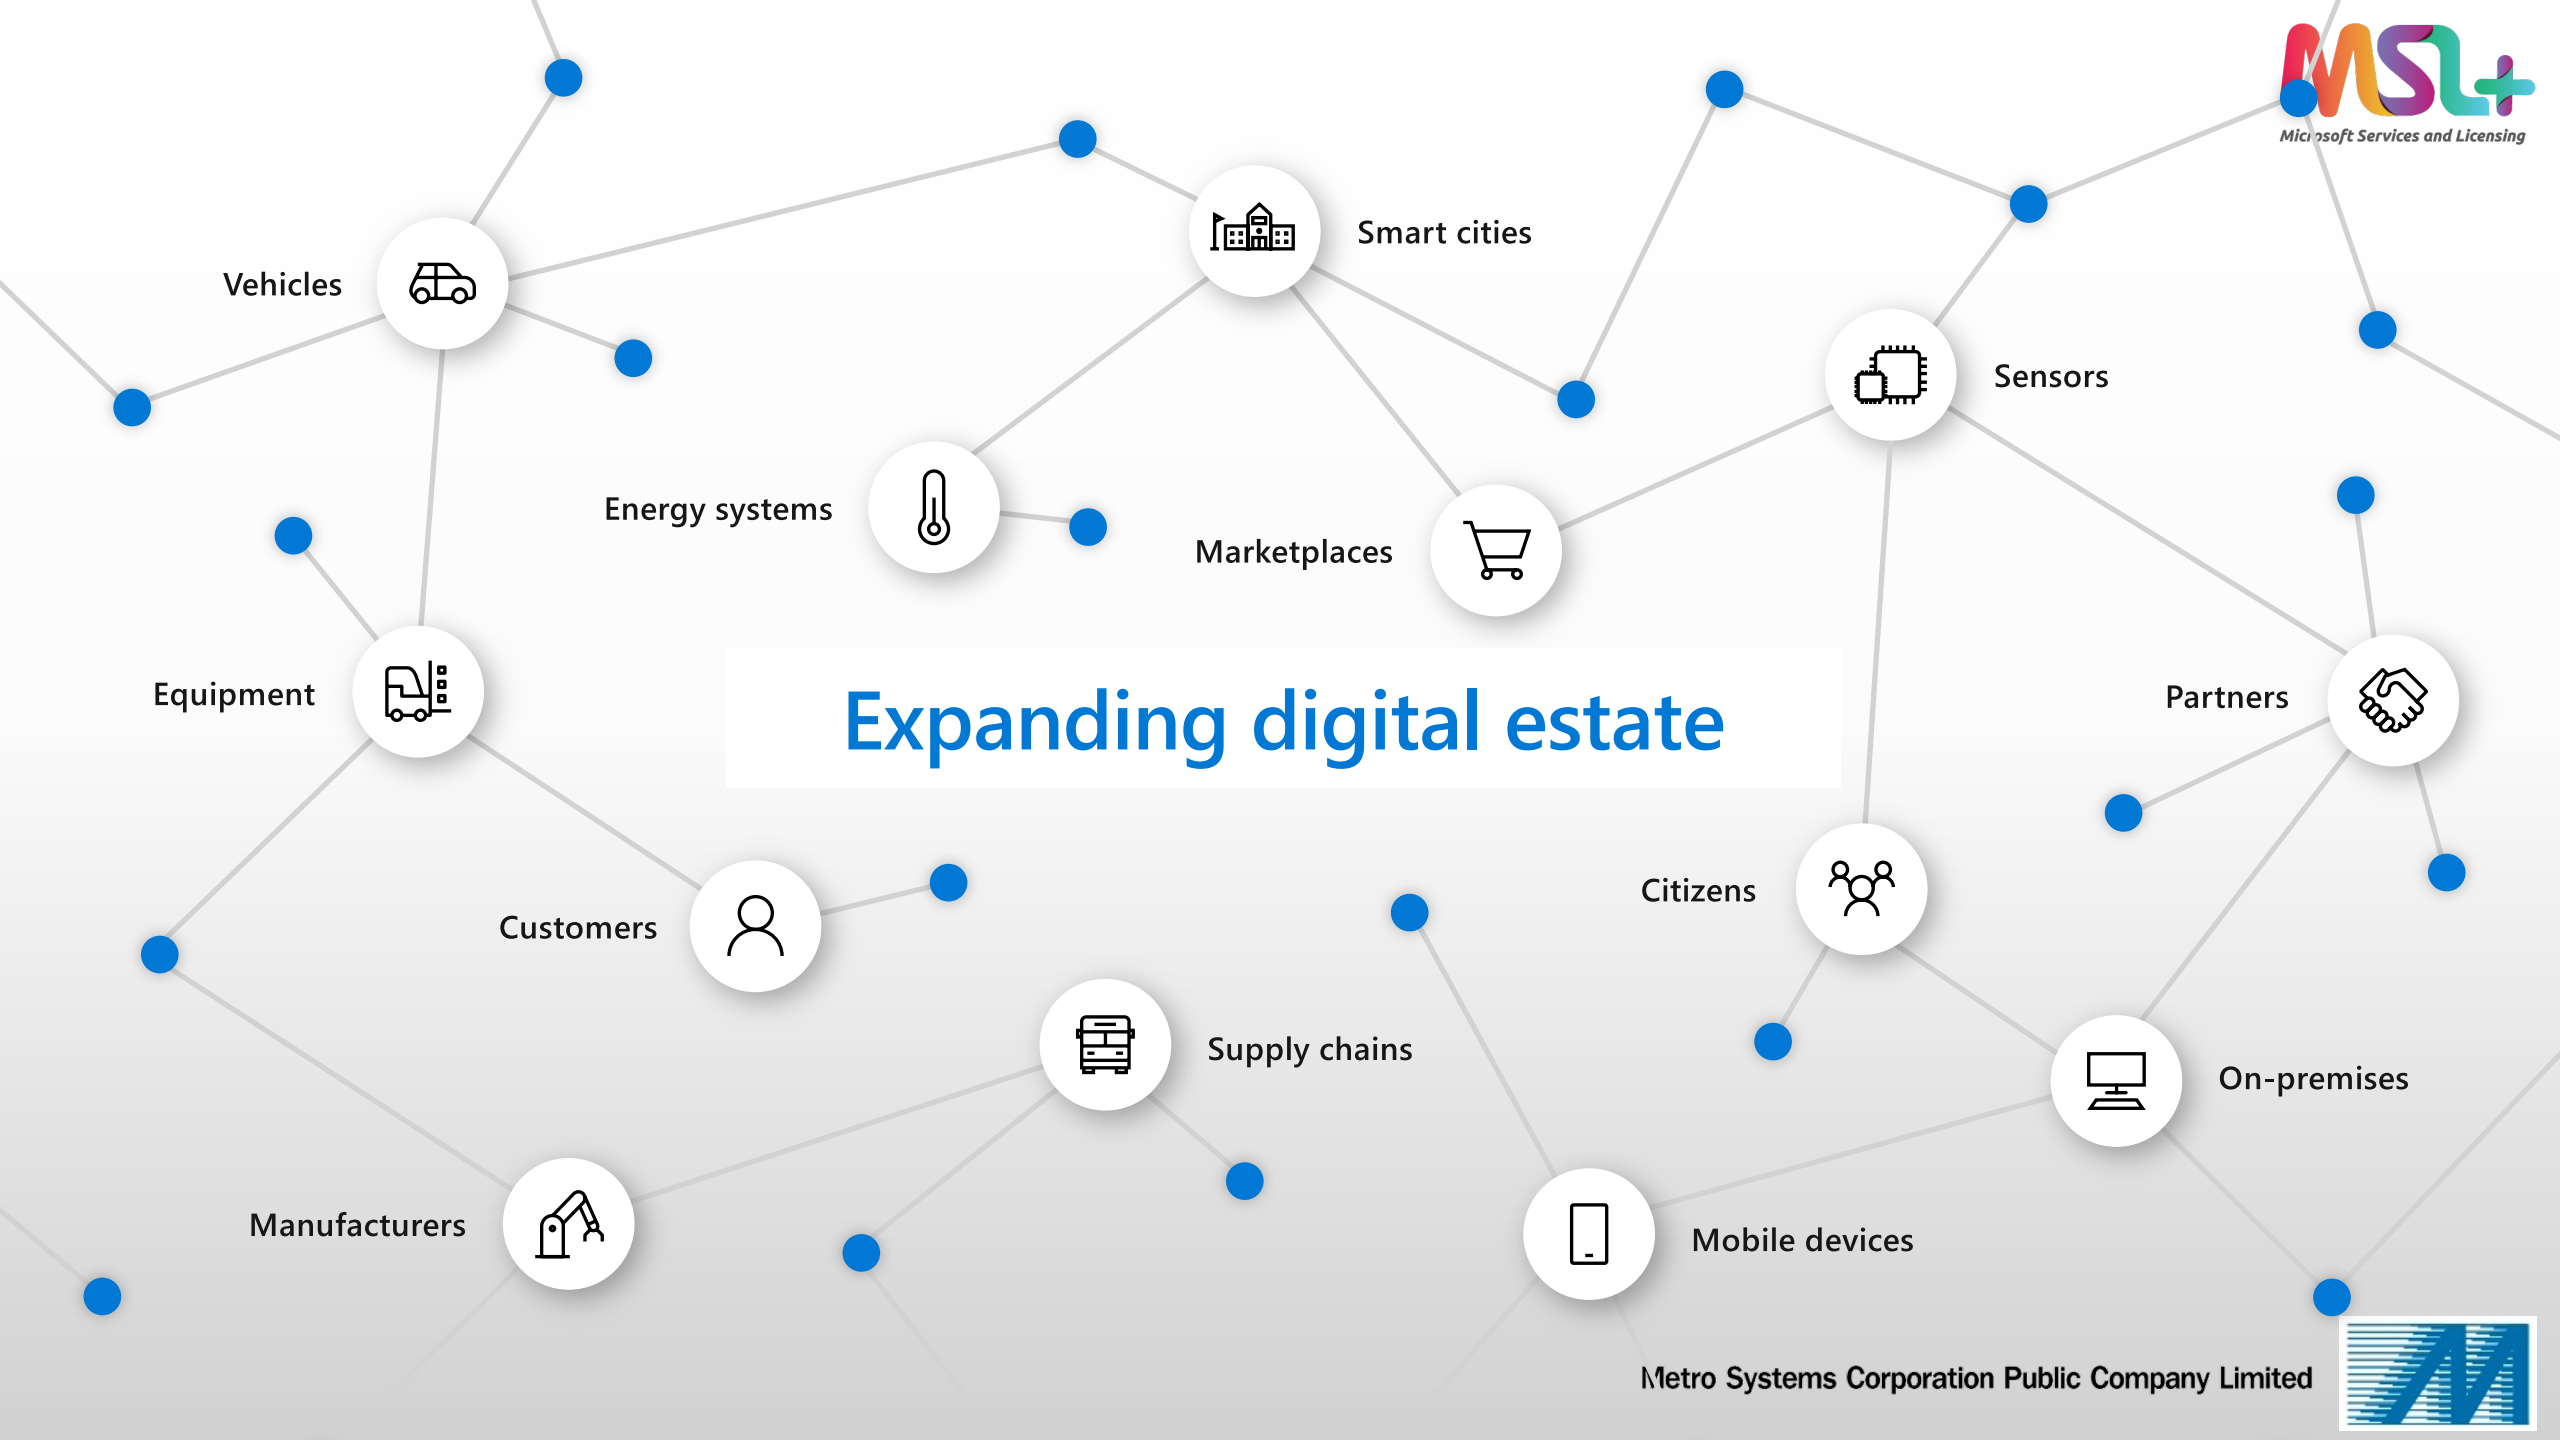 MSL+
Microsoft Services and Licensing
Smart cities
Vehicles
Sensors
Energy systems
Marketplaces
Equipment
Expanding digital estate
Partners
Citizens
Customers
Supply chains
On-premises
Manufacturers
Mobile devices
Metro Systems Corporation Public Company Limited